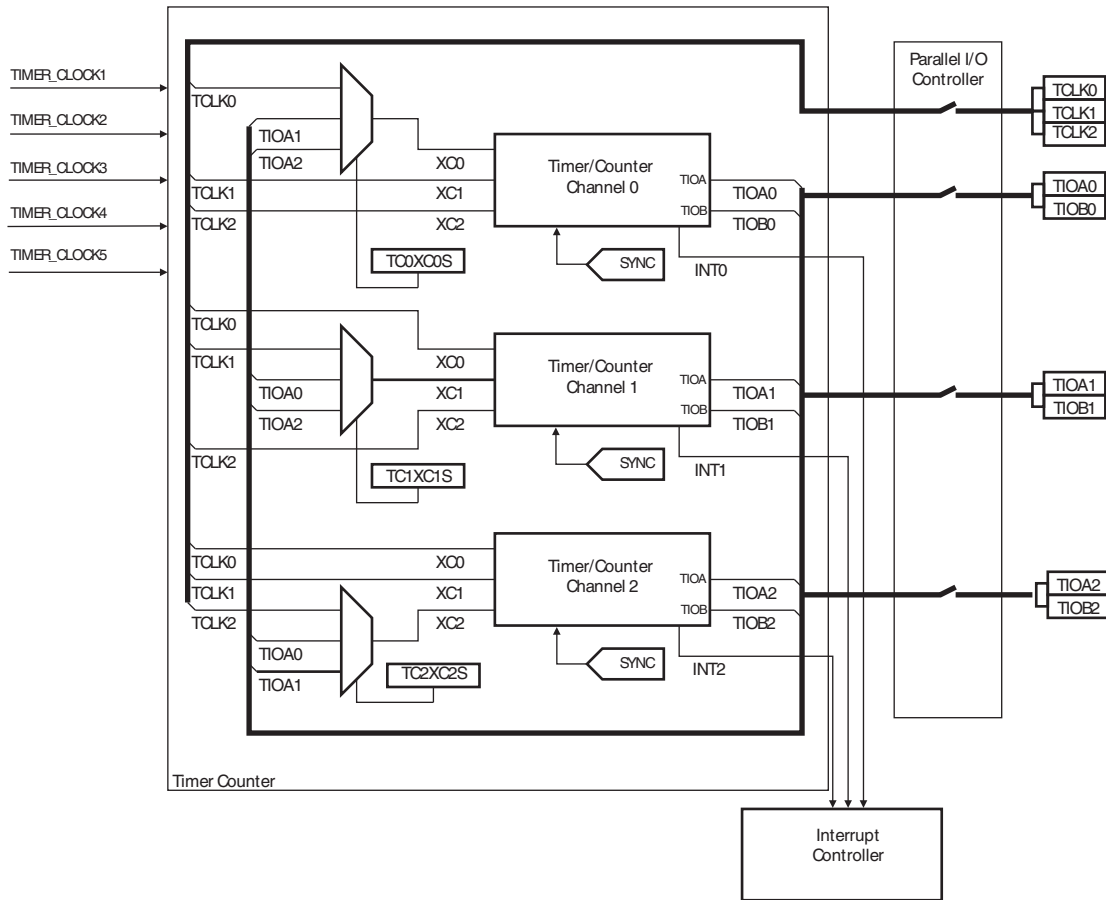 TIMER_CLOCK1
TIMER_CLOCK2
TIMER_CLOCK3
TIMER_CLOCK4
TIMER_CLOCK5
TCLK0
TIOA1
TIOA2
TCLK1
TCLK2
XC0
XC1
XC2
TC0XC0S
Timer/Counter
Channel 0
TIOA
TIOB
TIOA0
TIOB0
SYNC
INT0
TCLK0
TCLK1
TIOA0
TIOA2
TCLK2
XC0
XC1
XC2
TC1XC1S
Timer/Counter
Channel 1
TIOA
TIOB
TIOA1
TIOB1
SYNC
INT1
TCLK0
TCLK1
TCLK2
TIOA0
TIOA1
XC0
XC1
XC2
TC2XC2S
Timer/Counter
Channel 2
TIOA
TIOB
TIOA2
TIOB2
SYNC
INT2
Timer Counter
Parallel I/O
Controller
TCLK0
TCLK1
TCLK2
TIOA0
TIOB0
TIOA1
TIOB1
TIOA2
TIOB2
Interrupt
Controller